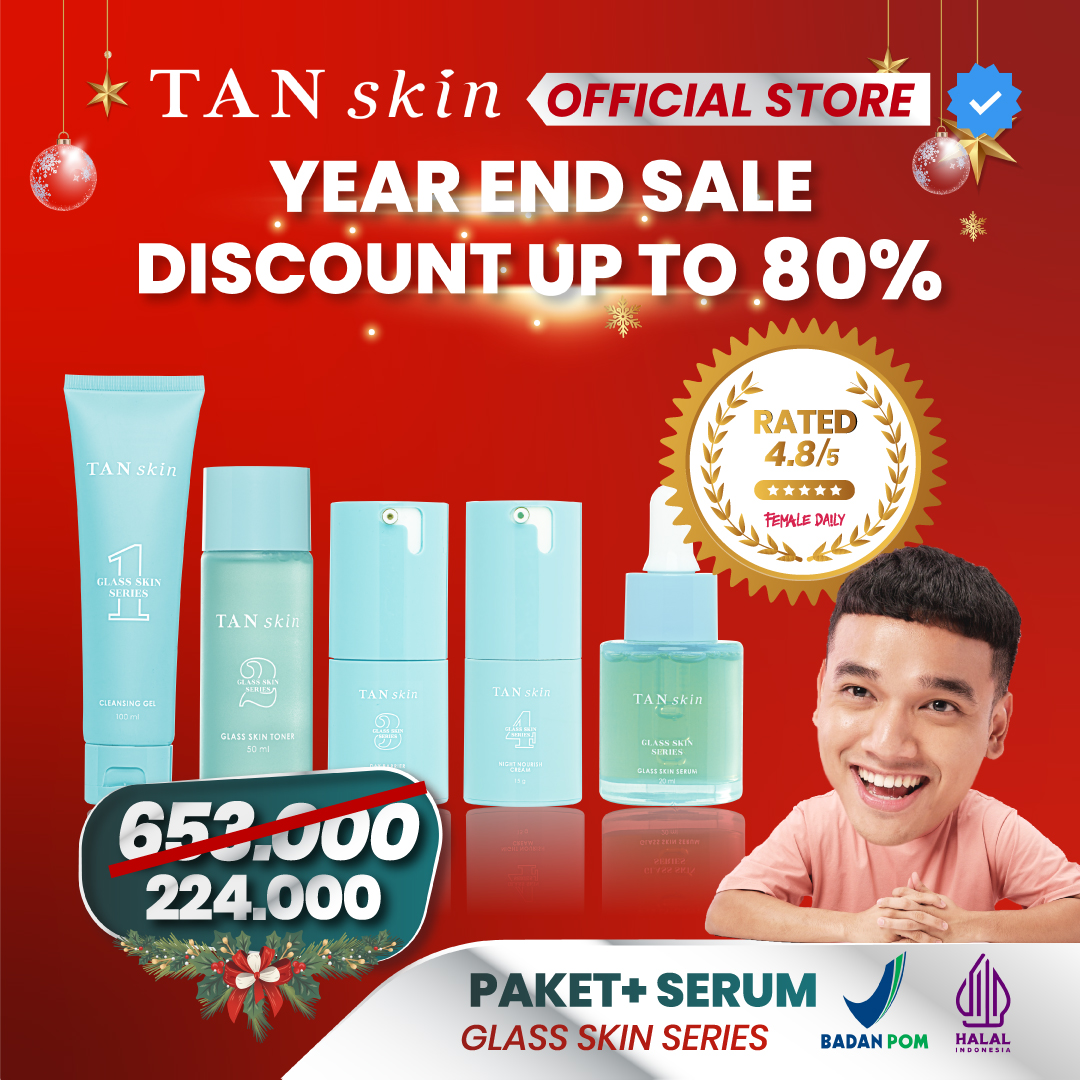 TAN skin OFFICIAL STORE
YEAR END SALE
DISCOUNT UP TO 80%
RATED
4.8/5
FEMALE DAILY
TAN skin
1
GLASS SKIN
SERIES
CLEANSING GEL
100 ml
TAN skin
2
GLASS SKIN
SERIES
GLASS SKIN TONER
50 ml
TAN skin
3
GLASS SKIN
SERIES
TAN skin
4
GLASS SKIN
SERIES
NIGHT NOURISH
CREAM
TAN skin
GLASS SKIN
SERIES
GLASS SKIN SERUM
20 ml
653.000
224.000
PAKET+ SERUM
GLASS SKIN SERIES
BADAN POM
HALAL
INDONESIA